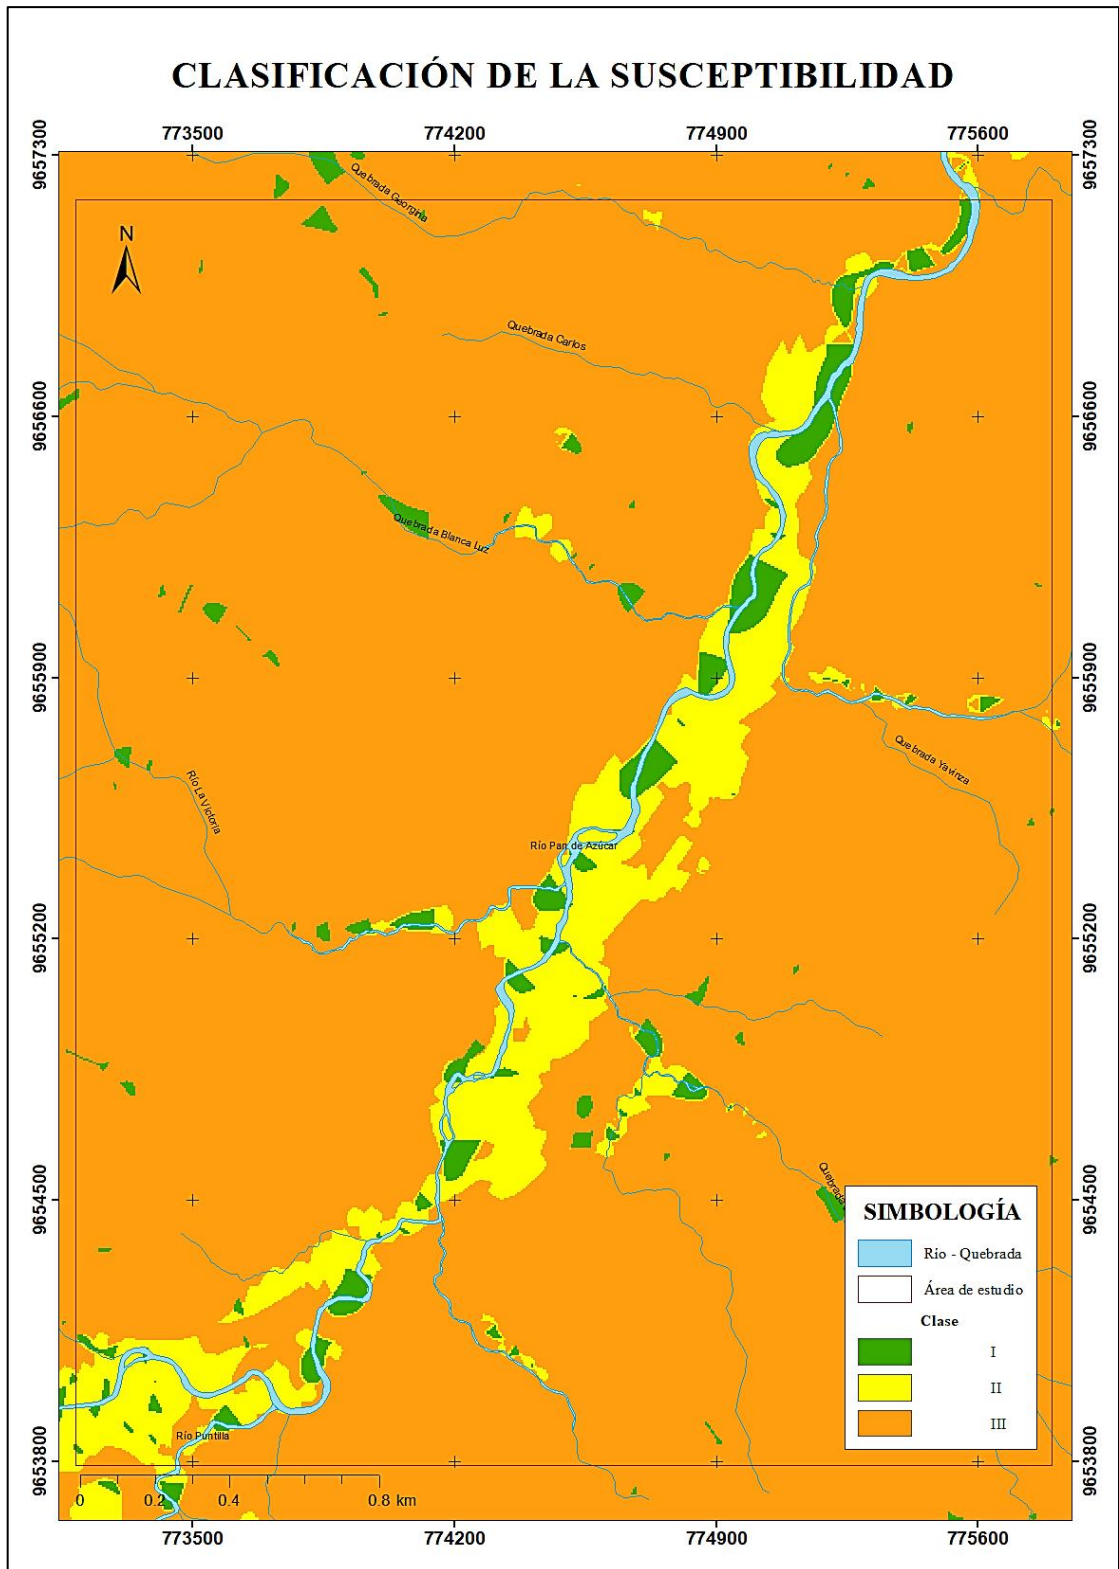 CLASIFICACIÓN DE LA SUSCEPTIBILIDAD
773500 774200 774900 775600
9657300 9657300
Quebrada Georgina
N
Quebrada Carlos
9656600 9656600
Quebrada Blanca Luz
9655900 9655900
Quebrada Yavinza
Río La Victoria
Río Pan de Azúcar
9655200 9655200
Quebrada
9654500 9654500
SIMBOLOGÍA
Río - Quebrada
Área de estudio
Clase
I
II
III
Río Puntilla
9653800 9653800
0 0.2 0.4 0.8 km
773500 774200 774900 775600